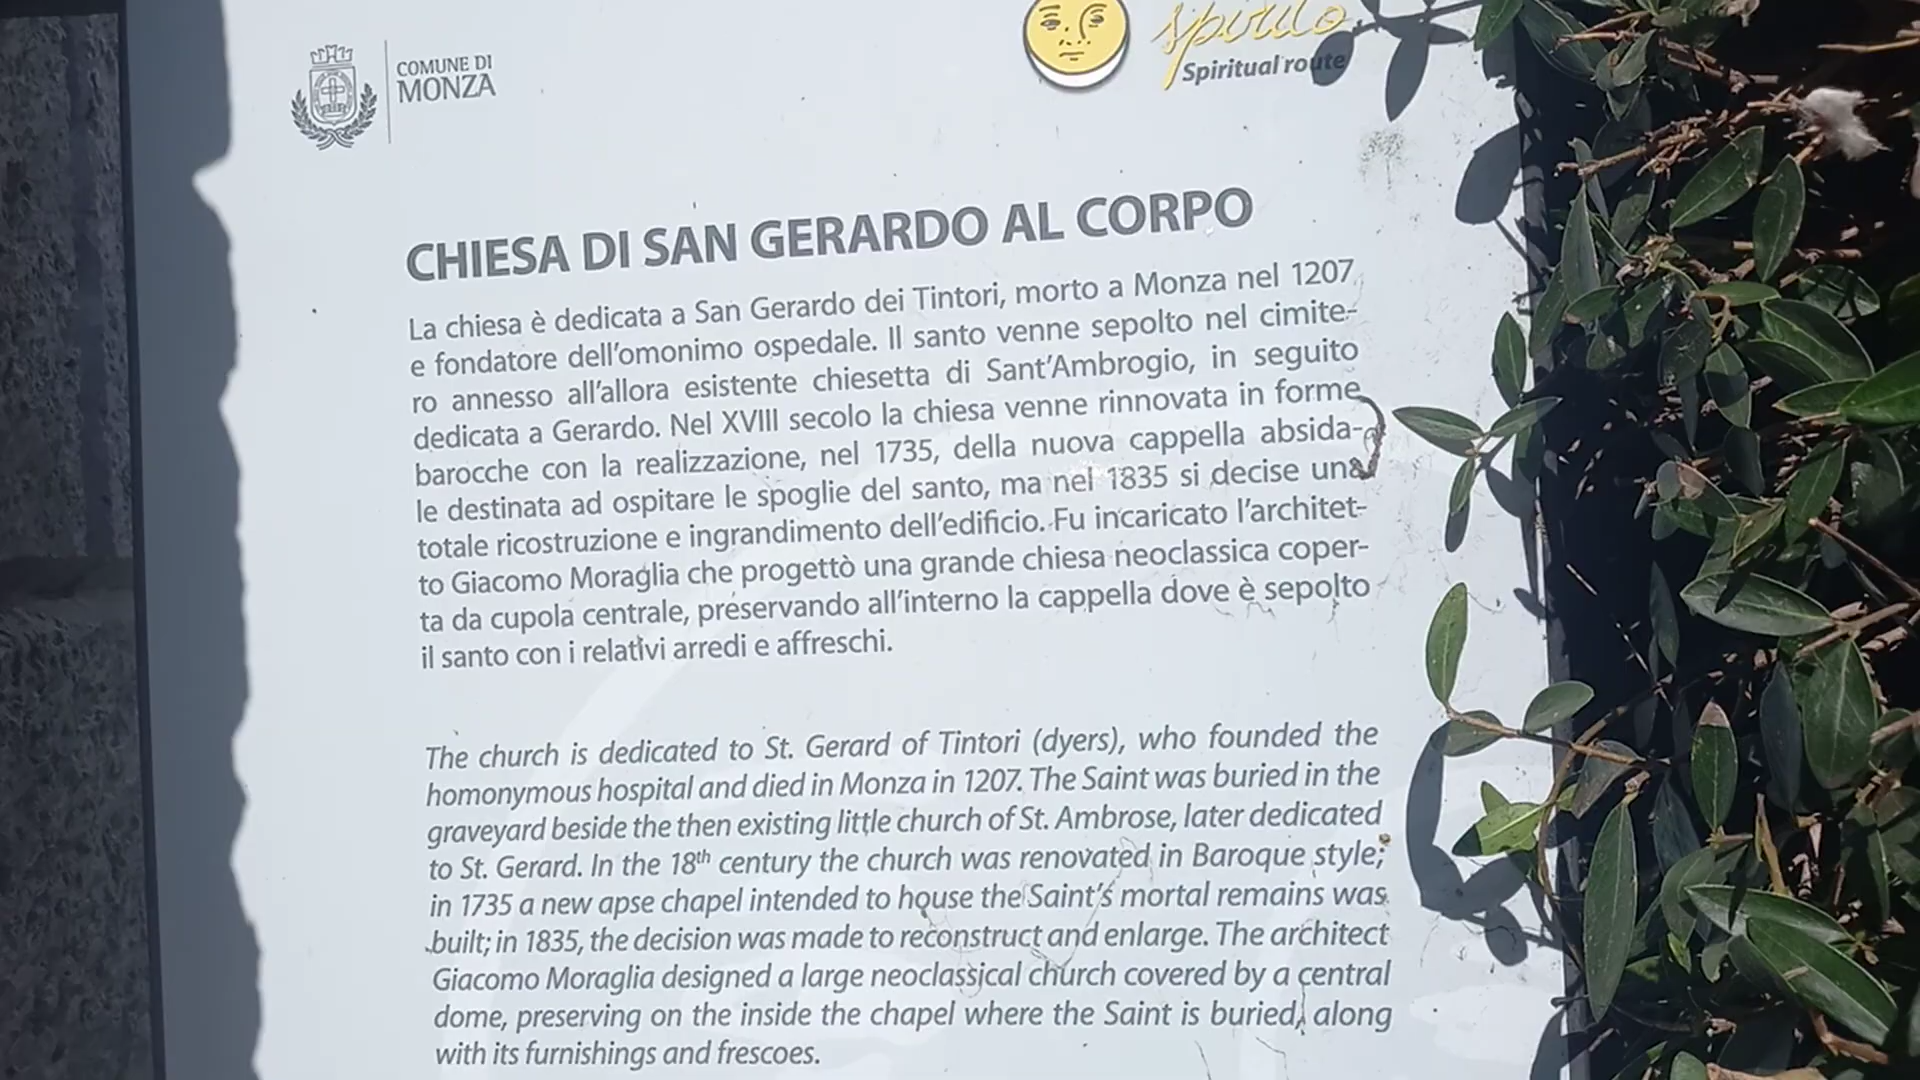 COMUNE DI
MONZA
spirito
Spiritual route
CHIESA DI SAN GERARDO AL CORPO
La chiesa è dedicata a San Gerardo dei Tintori, morto a Monza nel 1207
e fondatore dell'omonimo ospedale. Il santo venne sepolto nel cimite-
ro annesso all'allora esistente chiesetta di Sant'Ambrogio, in seguito
dedicata a Gerardo. Nel XVIII secolo la chiesa venne rinnovata in forme
barocche con la realizzazione, nel 1735, della nuova cappella absida-
le destinata ad ospitare le spoglie del santo, ma nel 1835 si decise una
totale ricostruzione e ingrandimento dell'edificio. Fu incaricato l'architet-
to Giacomo Moraglia che progettò una grande chiesa neoclassica coper-
ta da cupola centrale, preservando all'interno la cappella dove è sepolto
il santo con i relativi arredi e affreschi.
The church is dedicated to St. Gerard of Tintori (dyers), who founded the
homonymous hospital and died in Monza in 1207. The Saint was buried in the
graveyard beside the then existing little church of St. Ambrose, later dedicated
to St. Gerard. In the 18th century the church was renovated in Baroque style;
in 1735 a new apse chapel intended to house the Saint's mortal remains was
built; in 1835, the decision was made to reconstruct and enlarge. The architect
Giacomo Moraglia designed a large neoclassical church covered by a central
dome, preserving on the inside the chapel where the Saint is buried, along
with its furnishings and frescoes.